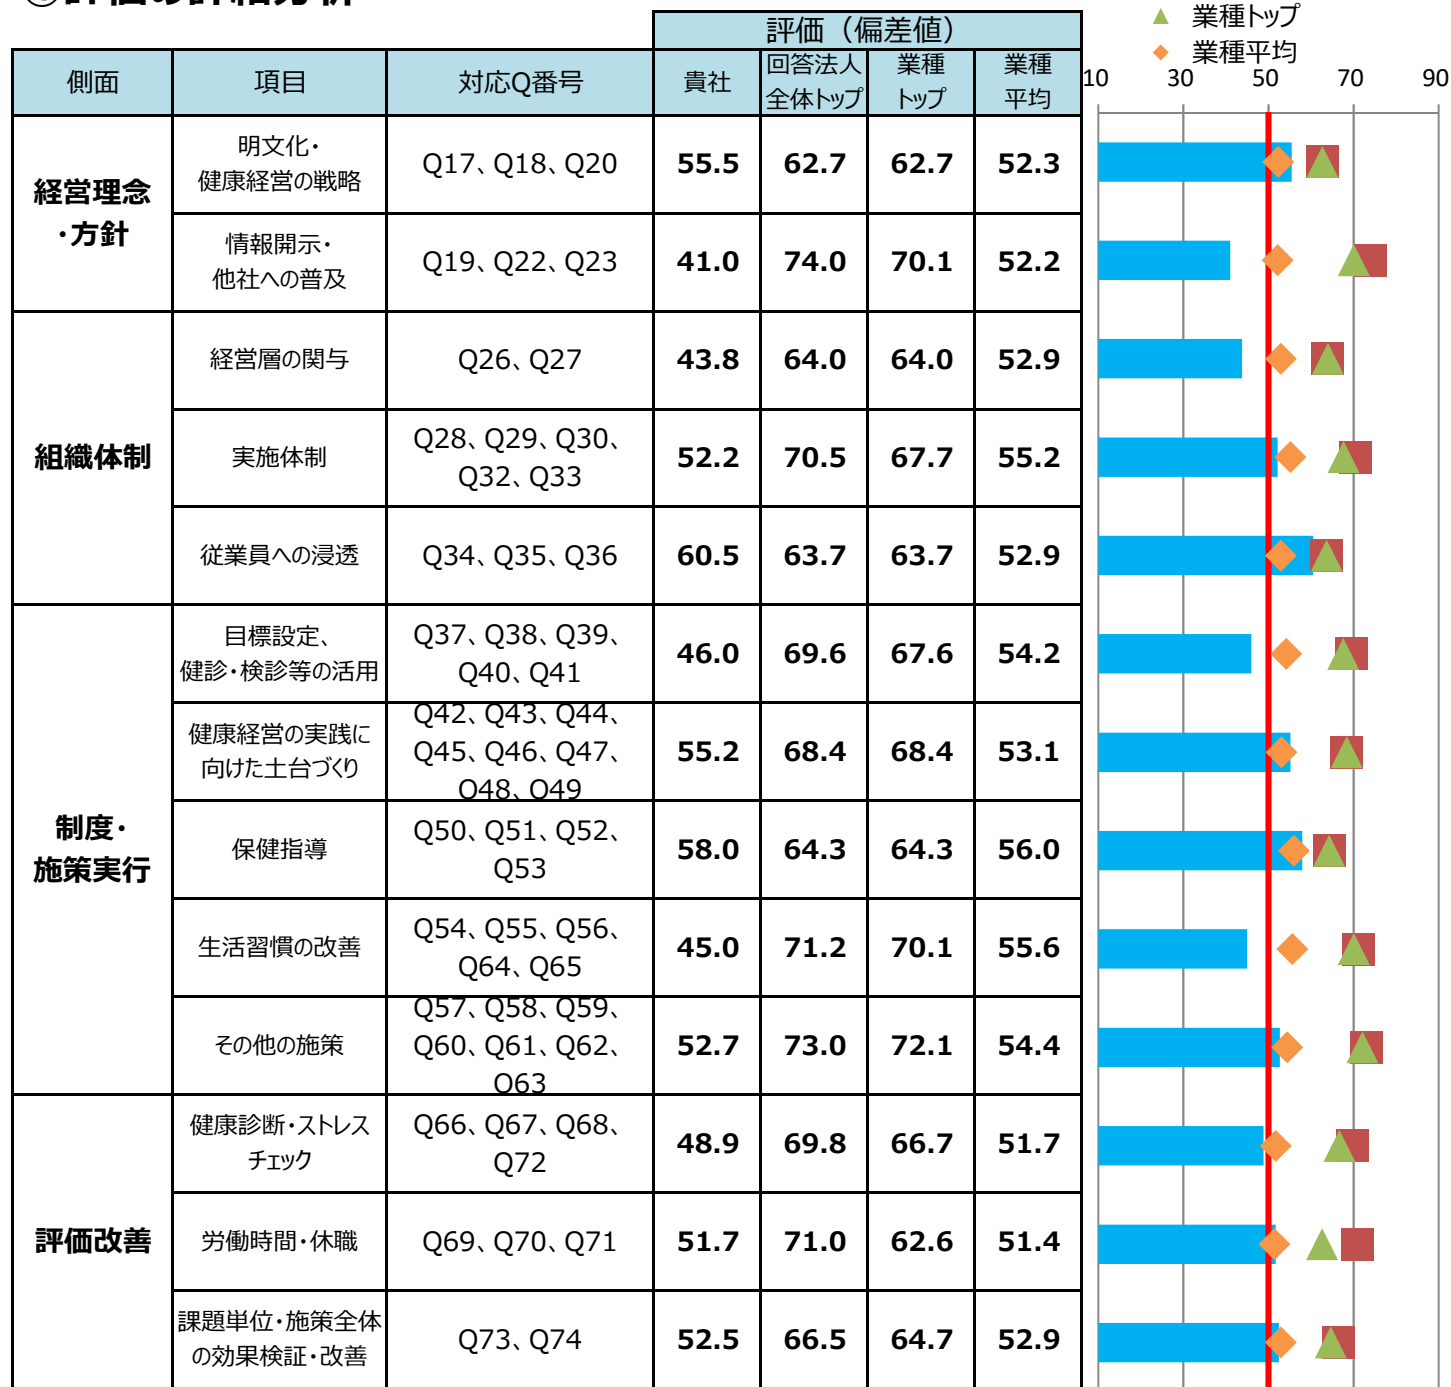 ①評価の詳細分析
業種トップ
業種平均
評価（偏差値）
側面 項目 対応Q番号 貴社 回答法人全体トップ 業種トップ 業種平均
10 30 50 70 90
経営理念・方針
明文化・健康経営の戦略 Q17、Q18、Q20 55.5 62.7 62.7 52.3
情報開示・他社への普及 Q19、Q22、Q23 41.0 74.0 70.1 52.2
組織体制
経営層の関与 Q26、Q27 43.8 64.0 64.0 52.9
実施体制 Q28、Q29、Q30、Q32、Q33 52.2 70.5 67.7 55.2
従業員への浸透 Q34、Q35、Q36 60.5 63.7 63.7 52.9
制度・施策実行
目標設定、健診・検診等の活用 Q37、Q38、Q39、Q40、Q41 46.0 69.6 67.6 54.2
健康経営の実践に向けた土台づくり Q42、Q43、Q44、Q45、Q46、Q47、Q48、Q49 55.2 68.4 68.4 53.1
保健指導 Q50、Q51、Q52、Q53 58.0 64.3 64.3 56.0
生活習慣の改善 Q54、Q55、Q56、Q64、Q65 45.0 71.2 70.1 55.6
その他の施策 Q57、Q58、Q59、Q60、Q61、Q62、Q63 52.7 73.0 72.1 54.4
評価改善
健康診断・ストレスチェック Q66、Q67、Q68、Q72 48.9 69.8 66.7 51.7
労働時間・休職 Q69、Q70、Q71 51.7 71.0 62.6 51.4
課題単位・施策全体の効果検証・改善 Q73、Q74 52.5 66.5 64.7 52.9